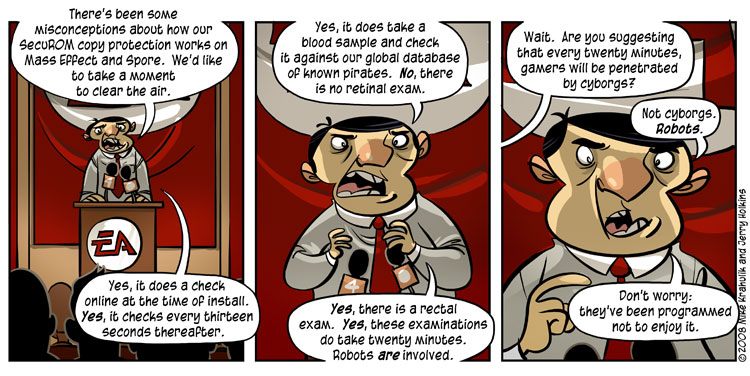 There's been some
misconceptions about how our
SecuROM copy protection works on
Mass Effect and Spore. We'd like
to take a moment
to clear the air.
EA
Yes, it does a check
online at the time of install.
Yes, it checks every thirteen
seconds thereafter.
Yes, it does take a
blood sample and check
it against our global database
of known pirates. No, there
is no retinal exam.
4
Yes, there is a rectal
exam. Yes, these examinations
do take twenty minutes.
Robots are involved.
Wait. Are you suggesting
that every twenty minutes,
gamers will be penetrated
by cyborgs?
Not cyborgs.
Robots.
Don't worry:
they've been programmed
not to enjoy it.
©2008 Mike Krahulik and Jerry Holkins